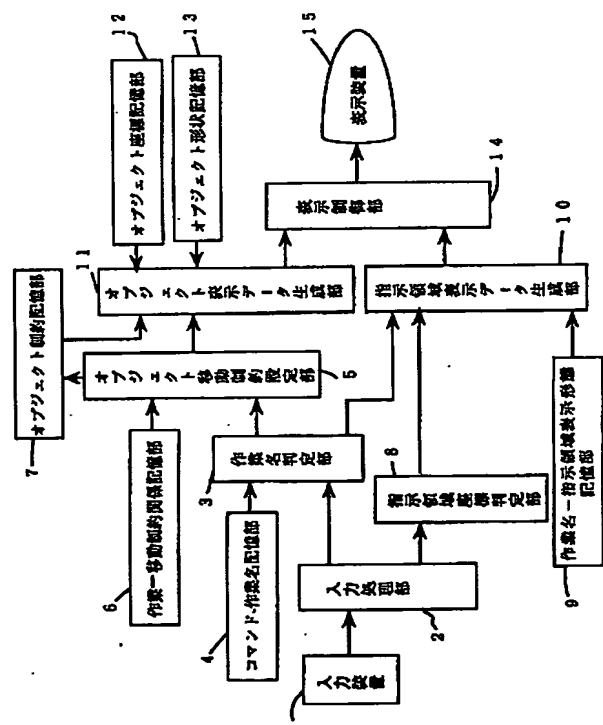 入力装置
入力処理部
2
作業名判定部
3
コマンド-作業名記憶部
4
オブジェクト移動制約設定部
5
作業ー移動制約関係記憶部
6
オブジェクト制約記憶部
7
指示領域座標判定部
8
作業名ー指示領域表示形態
記憶部
9
指示領域表示データ生成部
10
オブジェクト表示データ生成部
11
オブジェクト座標記憶部
12
オブジェクト形状記憶部
13
表示制御部
14
表示装置
15